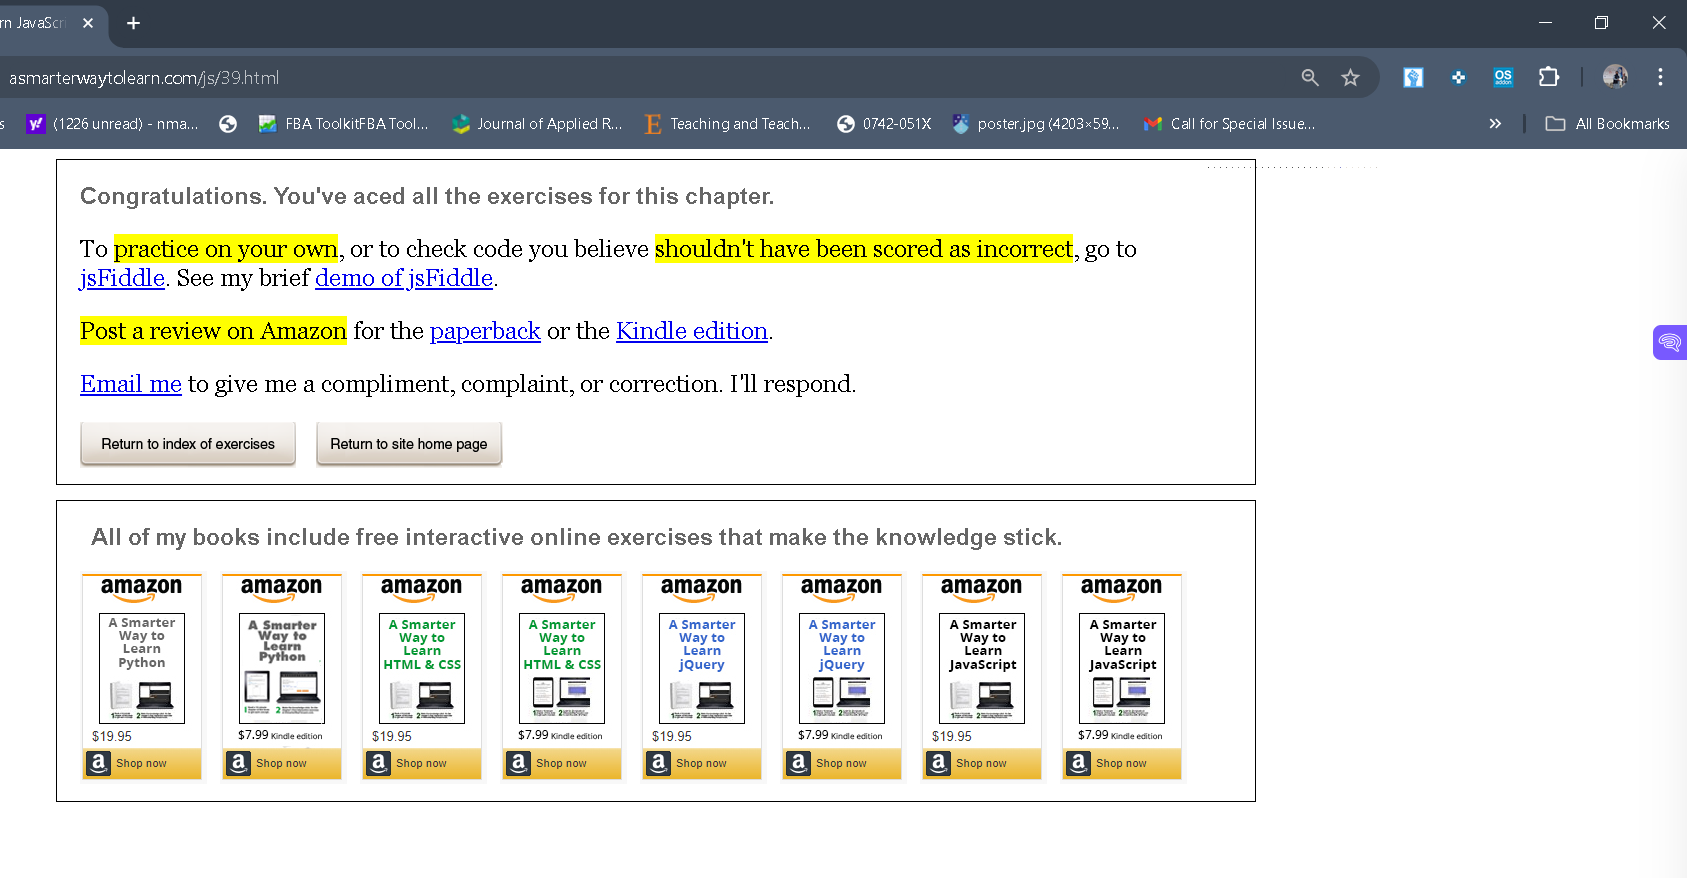 rn JavaScri
asmarterwaytolearn.com/js/39.html
s
(1226 unread) - nma...
FBA ToolkitFBA Tool...
Journal of Applied R...
Teaching and Teach...
0742-051X
poster.jpg (4203×59...
Call for Special Issue...
All Bookmarks
Congratulations. You've aced all the exercises for this chapter.
To practice on your own, or to check code you believe shouldn't have been scored as incorrect, go to
jsFiddle. See my brief demo of jsFiddle.
Post a review on Amazon for the paperback or the Kindle edition.
Email me to give me a compliment, complaint, or correction. I'll respond.
Return to index of exercises
Return to site home page
All of my books include free interactive online exercises that make the knowledge stick.
amazon
A Smarter
Way to
Learn
Python
$19.95
Shop now
amazon
A Smarter
Way to
Learn
Python
$7.99 Kindle edition
Shop now
amazon
A Smarter
Way to
Learn
HTML & CSS
$19.95
Shop now
amazon
A Smarter
Way to
Learn
HTML & CSS
$7.99 Kindle edition
Shop now
amazon
A Smarter
Way to
Learn
jQuery
$19.95
Shop now
amazon
A Smarter
Way to
Learn
jQuery
$7.99 Kindle edition
Shop now
amazon
A Smarter
Way to
Learn
JavaScript
$19.95
Shop now
amazon
A Smarter
Way to
Learn
JavaScript
$7.99 Kindle edition
Shop now